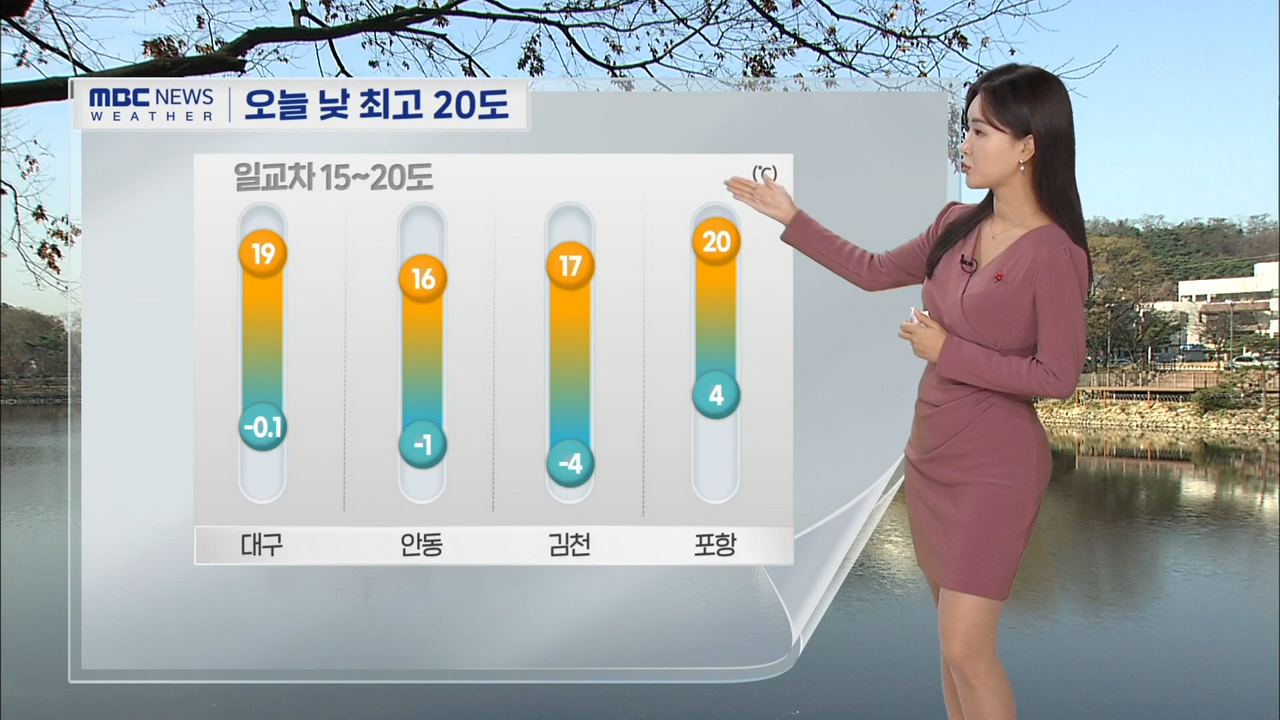 MBC NEWS
WEATHER
오늘 낮 최고 20도
일교차 15~20도
(℃)
19 16 17 20
-0.1 -1 -4 4
대구 안동 김천 포항